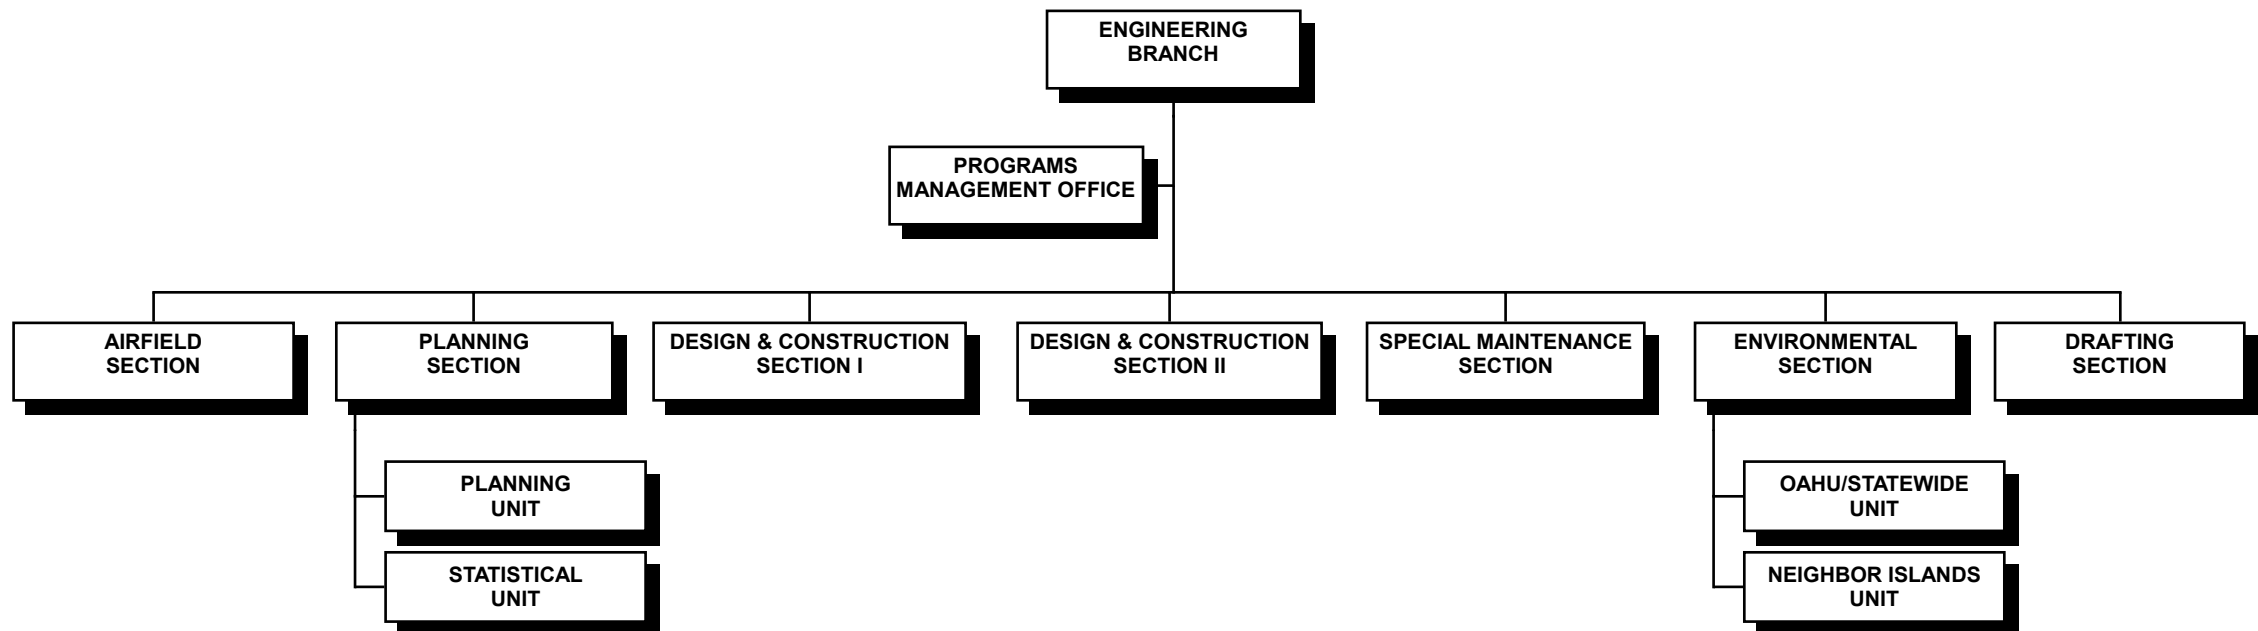 ENGINEERING
BRANCH
PROGRAMS
MANAGEMENT OFFICE
AIRFIELD
SECTION
PLANNING
SECTION
DESIGN & CONSTRUCTION
SECTION I
DESIGN & CONSTRUCTION
SECTION II
SPECIAL MAINTENANCE
SECTION
ENVIRONMENTAL
SECTION
DRAFTING
SECTION
PLANNING
UNIT
STATISTICAL
UNIT
OAHU/STATEWIDE
UNIT
NEIGHBOR ISLANDS
UNIT